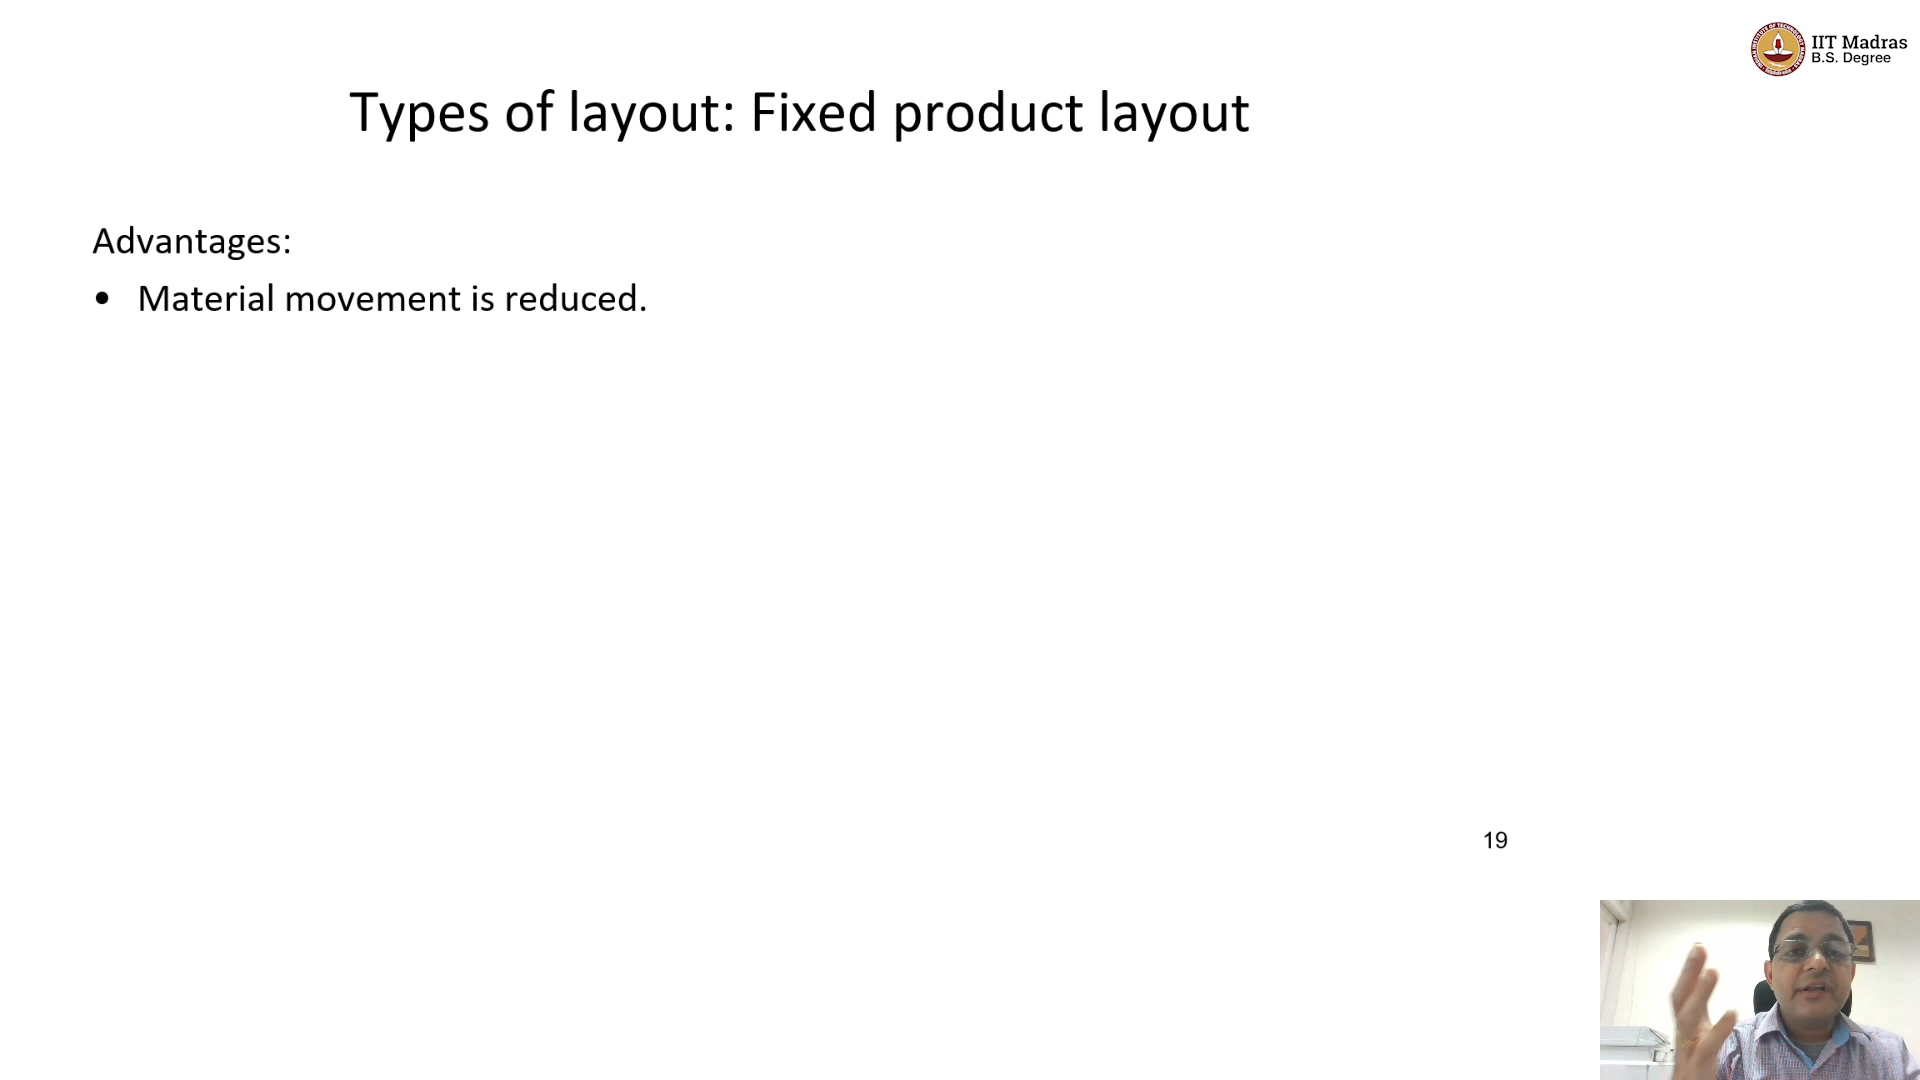 IIT Madras
B.S. Degree
Types of layout: Fixed product layout
Advantages:
• Material movement is reduced.
19